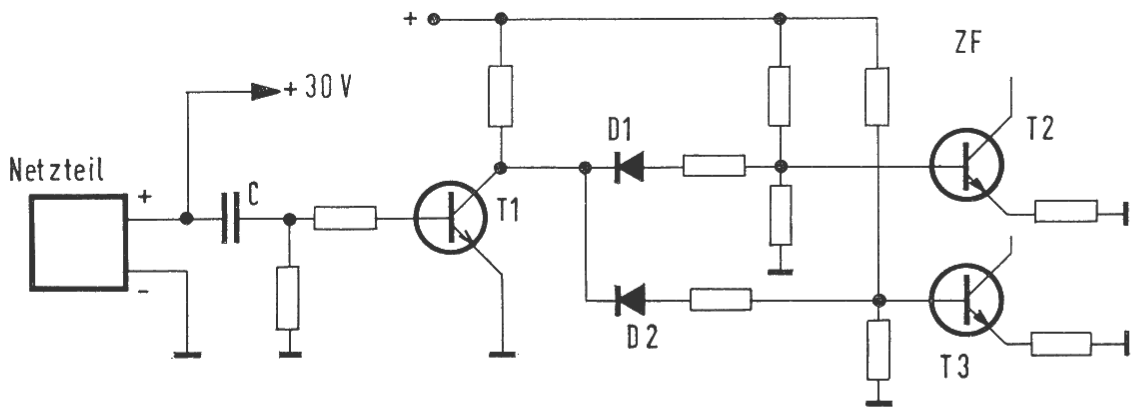 +
ZF
+ 30 V
D1
T2
Netzteil
+
C
T1
-
D2
T3